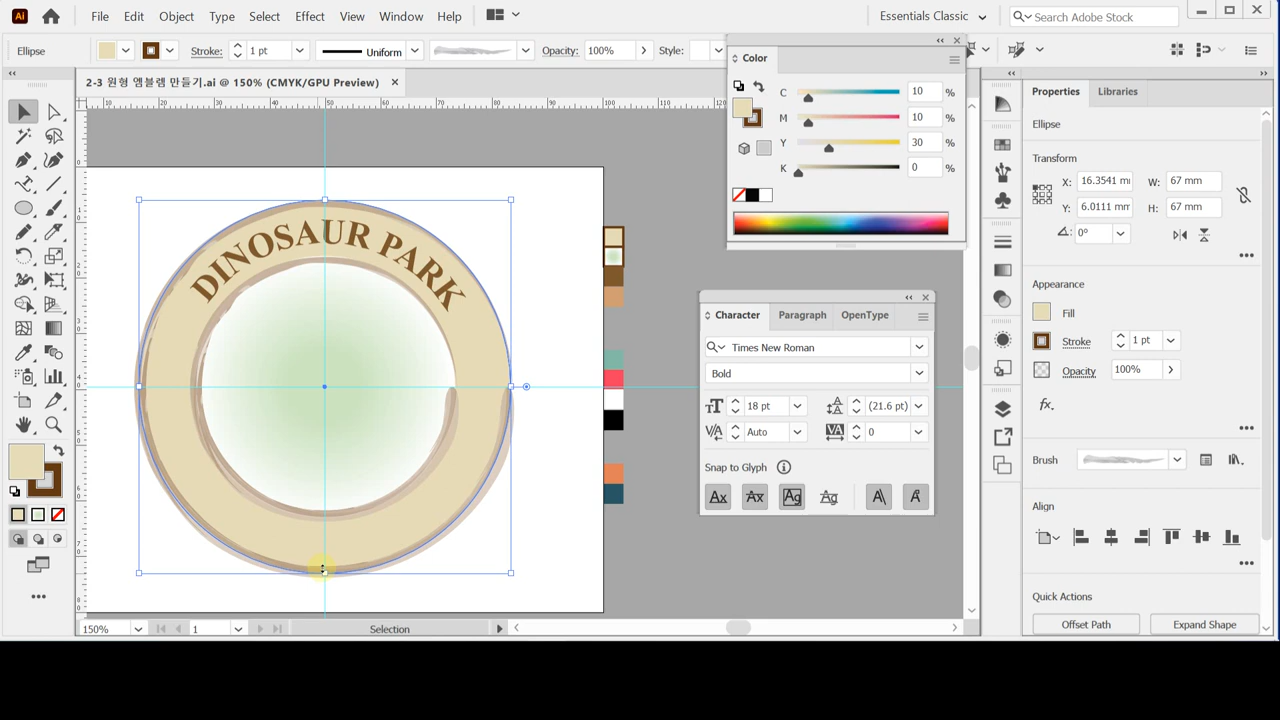 Ai File Edit Object Type Select Effect View Window Help Essentials Classic Search Adobe Stock
Ellipse Stroke: 1 pt Uniform Opacity: 100% Style:
2-3 원형 엠블렘 만들기.ai @ 150% (CMYK/GPU Preview)
Color
C 10 %
M 10 %
Y 30 %
K 0 %
Properties Libraries
Ellipse
Transform
X: 16.3541 mm W: 67 mm
Y: 6.0111 mm H: 67 mm
0°
Appearance
Fill
Stroke 1 pt
Opacity 100%
fx.
Brush
Align
Quick Actions
Offset Path Expand Shape
Character Paragraph OpenType
Times New Roman
Bold
18 pt (21.6 pt)
Auto 0
Snap to Glyph
DINOSAUR PARK
150% 1 Selection